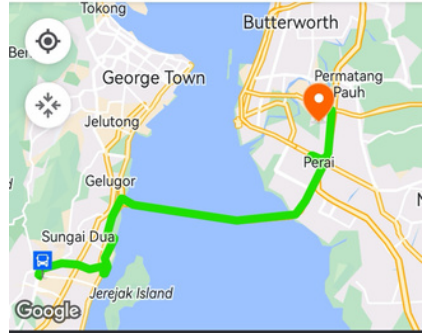 Tokong
Butterworth
George Town
Permatang
Pauh
Jelutong
Perai
Gelugor
Sungai Dua
Jerejak Island
Google